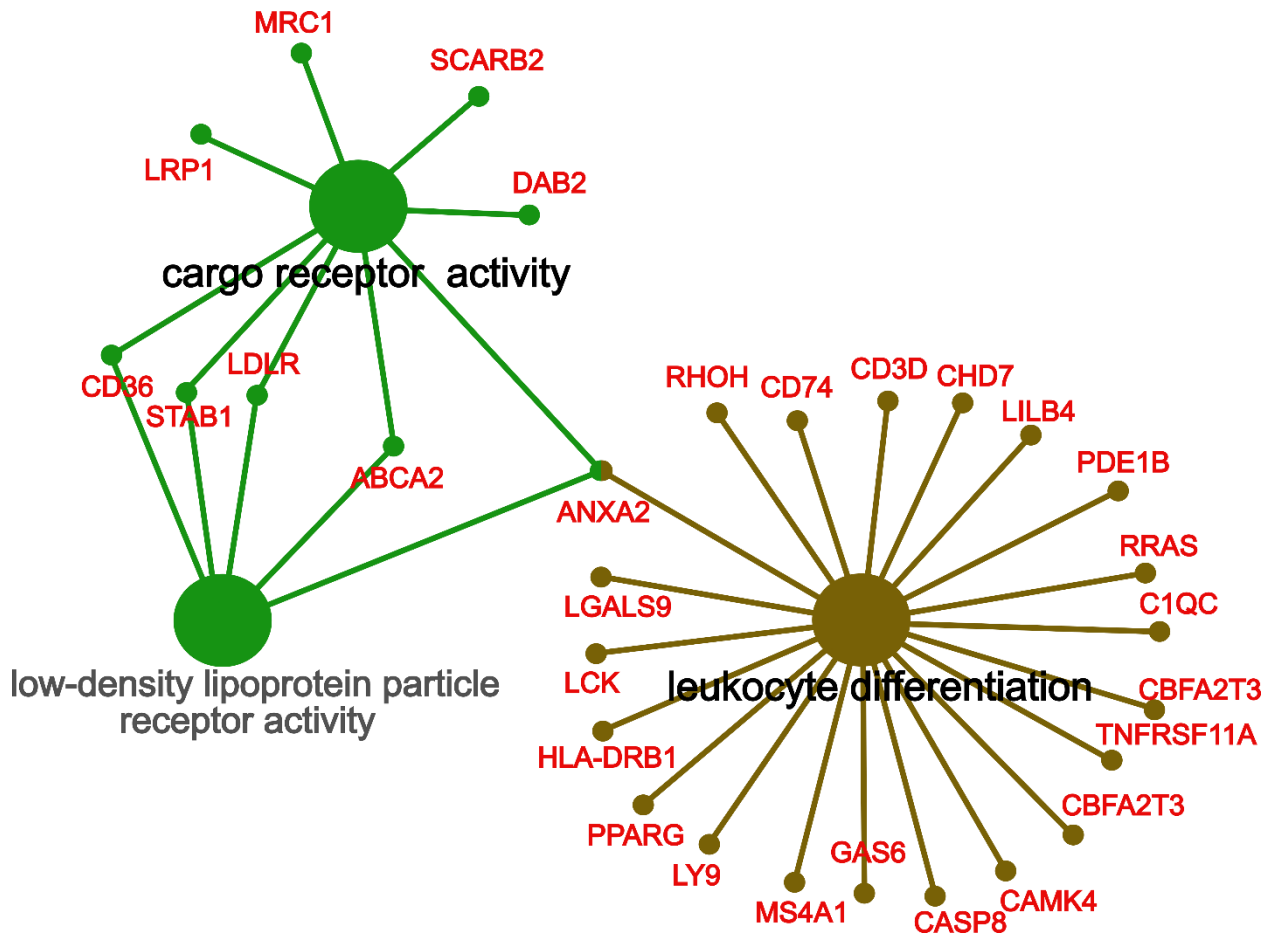 MRC1
SCARB2
LRP1
DAB2
cargo receptor  activity
CD36
LDLR
STAB1
ABCA2
ANXA2
RHOH
CD74
CD3D
CHD7
LILB4
PDE1B
RRAS
C1QC
LGALS9
LCK
leukocyte differentiation
CBFA2T3
TNFRSF11A
low-density lipoprotein particle
receptor activity
HLA-DRB1
CBFA2T3
PPARG
GAS6
LY9
MS4A1
CASP8
CAMK4